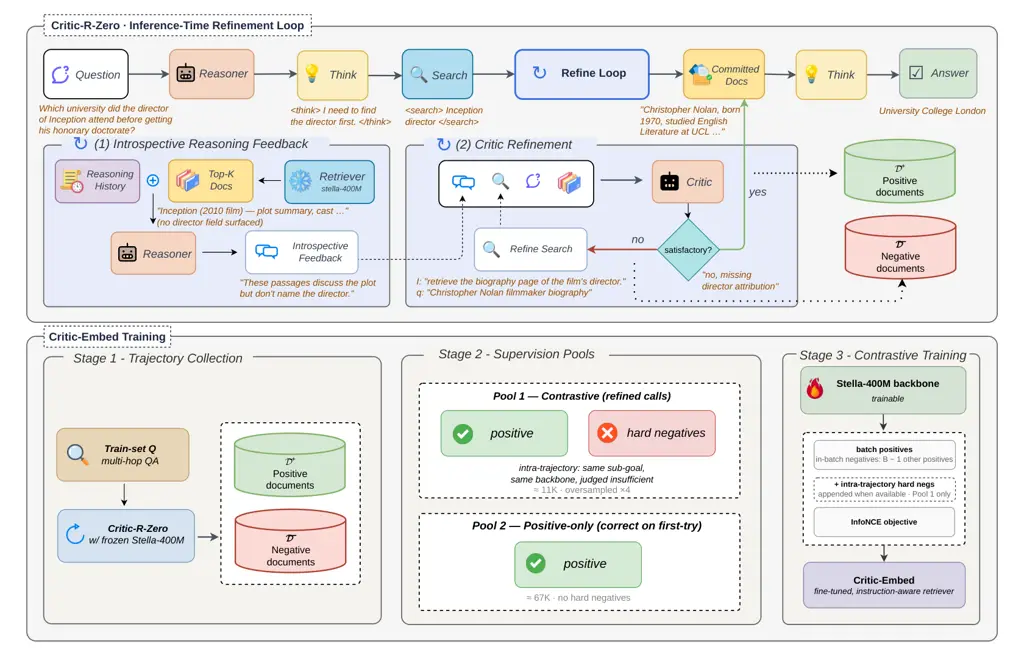 Critic-R-Zero · Inference-Time Refinement Loop
Question
Reasoner
Think
Search
Refine Loop
Committed
Docs
Think
Answer
Which university did the director
of Inception attend before getting
his honorary doctorate?
<think> I need to find
the director first. </think>
<search> Inception
director </search>
"Christopher Nolan, born
1970, studied English
Literature at UCL …"
University College London
(1) Introspective Reasoning Feedback
Reasoning
History
Top-K
Docs
Retriever
stella-400M
"Inception (2010 film) — plot summary, cast …"
(no director field surfaced)
Reasoner
Introspective
Feedback
"These passages discuss the plot
but don't name the director."
(2) Critic Refinement
Critic
yes
no
satisfactory?
Refine Search
I: "retrieve the biography page of the film's director."
q: "Christopher Nolan filmmaker biography"
"no, missing
director attribution"
D+
Positive
documents
D-
Negative
documents
Critic-Embed Training
Stage 1 - Trajectory Collection
Train-set Q
multi-hop QA
Critic-R-Zero
w/ frozen Stella-400M
D+
Positive
documents
D-
Negative
documents
Stage 2 - Supervision Pools
Pool 1 — Contrastive (refined calls)
positive
hard negatives
intra-trajectory: same sub-goal,
same backbone, judged insufficient
≈ 11K · oversampled ×4
Pool 2 — Positive-only (correct on first-try)
positive
≈ 67K · no hard negatives
Stage 3 - Contrastive Training
Stella-400M backbone
trainable
batch positives
in-batch negatives: B − 1 other positives
+ intra-trajectory hard negs
appended when available · Pool 1 only
InfoNCE objective
Critic-Embed
fine-tuned, instruction-aware retriever